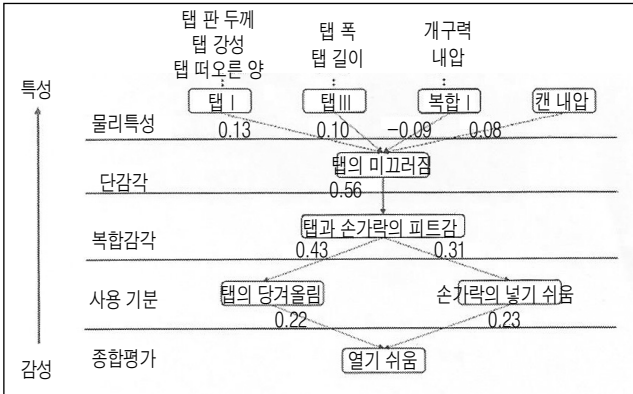 탭 판 두께
탭 강성
탭 떠오른 양
탭 폭
탭 길이
개구력
내압
특성
탭 Ⅰ
탭Ⅲ
복합Ⅰ
캔 내압
물리특성
0.13
0.10
-0.09
0.08
탭의 미끄러짐
단감각
0.56
탭과 손가락의 피트감
복합감각
0.43
0.31
사용 기분
탭의 당겨올림
손가락의 넣기 쉬움
0.22
0.23
감성
종합평가
열기 쉬움